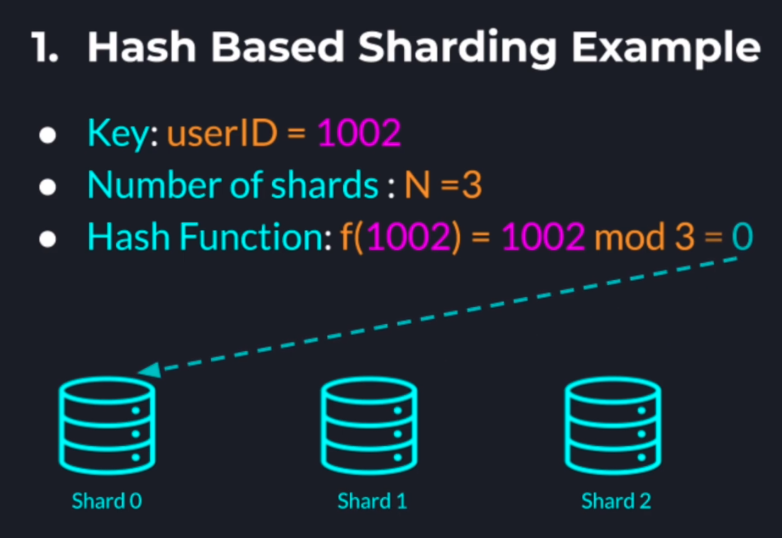 1. Hash Based Sharding Example
● Key: userID = 1002
● Number of shards : N =3
● Hash Function: f(1002) = 1002 mod 3 = 0
Shard 0 Shard 1 Shard 2